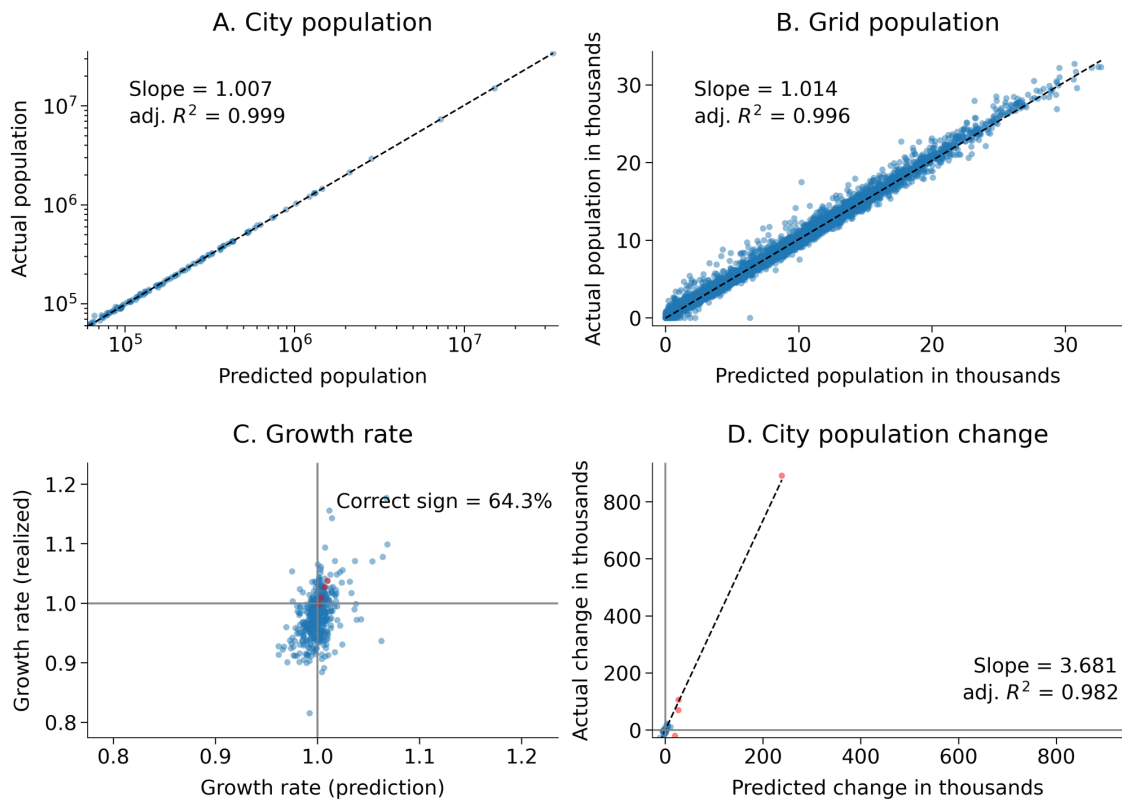 A. City population
Slope = 1.007
adj. R² = 0.999
Actual population
10⁷
10⁶
10⁵
10⁵ 10⁶ 10⁷
Predicted population
B. Grid population
Slope = 1.014
adj. R² = 0.996
Actual population in thousands
30
20
10
0
0 10 20 30
Predicted population in thousands
C. Growth rate
Correct sign = 64.3%
Growth rate (realized)
1.2
1.1
1.0
0.9
0.8
0.8 0.9 1.0 1.1 1.2
Growth rate (prediction)
D. City population change
Actual change in thousands
800
600
400
200
0
Slope = 3.681
adj. R² = 0.982
0 200 400 600 800
Predicted change in thousands